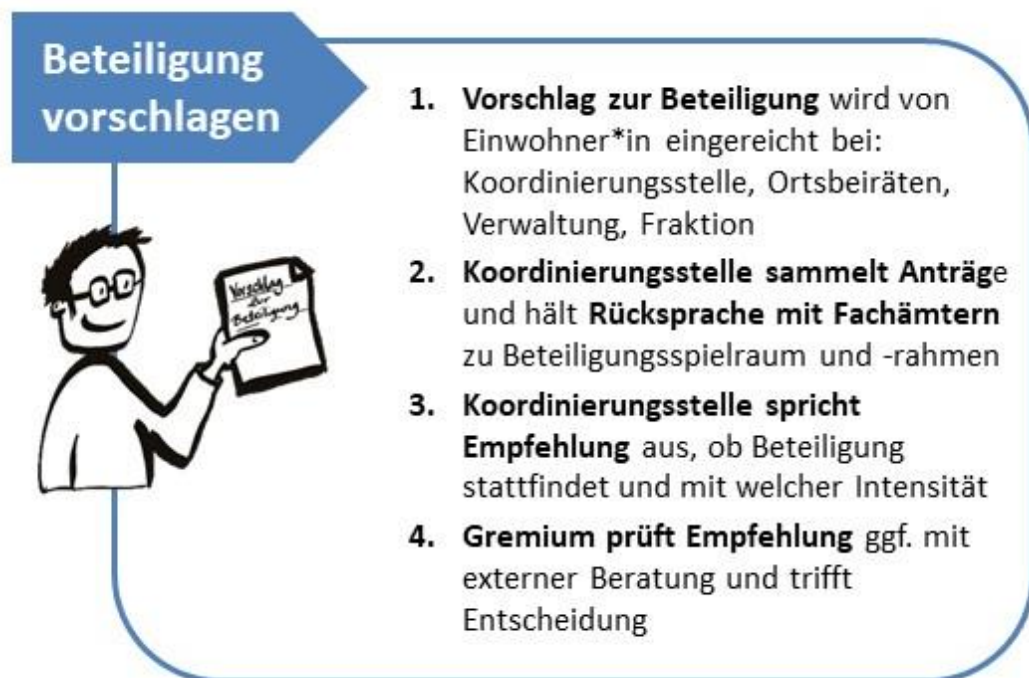 Beteiligung
vorschlagen
1. Vorschlag zur Beteiligung wird von
Einwohner*in eingereicht bei:
Koordinierungsstelle, Ortsbeiräten,
Verwaltung, Fraktion
2. Koordinierungsstelle sammelt Anträge
und hält Rücksprache mit Fachämtern
zu Beteiligungsspielraum und -rahmen
3. Koordinierungsstelle spricht
Empfehlung aus, ob Beteiligung
stattfindet und mit welcher Intensität
4. Gremium prüft Empfehlung ggf. mit
externer Beratung und trifft
Entscheidung
Vorschlag
zur
Beteiligung